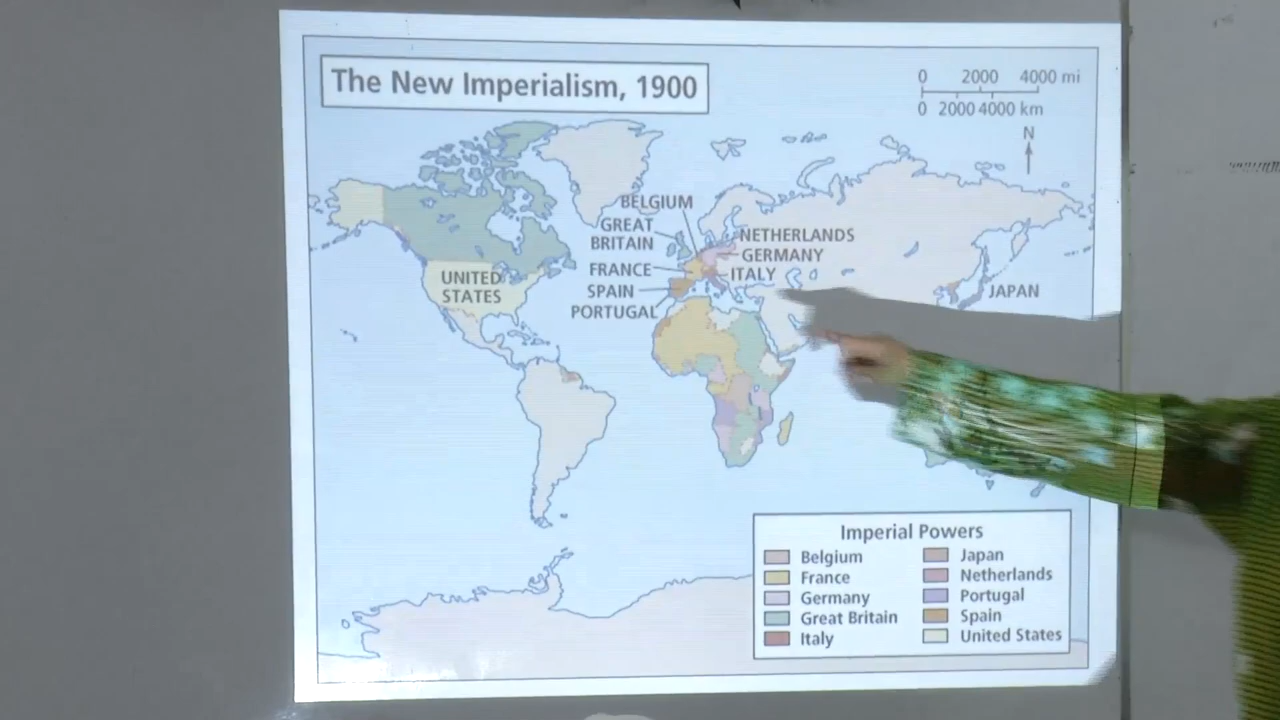 The New Imperialism, 1900
0 2000 4000 mi
0 2000 4000 km
N
BELGIUM
GREAT
BRITAIN
NETHERLANDS
GERMANY
FRANCE
ITALY
UNITED
STATES
SPAIN
JAPAN
PORTUGAL
Imperial Powers
Belgium
France
Germany
Great Britain
Italy
Japan
Netherlands
Portugal
Spain
United States